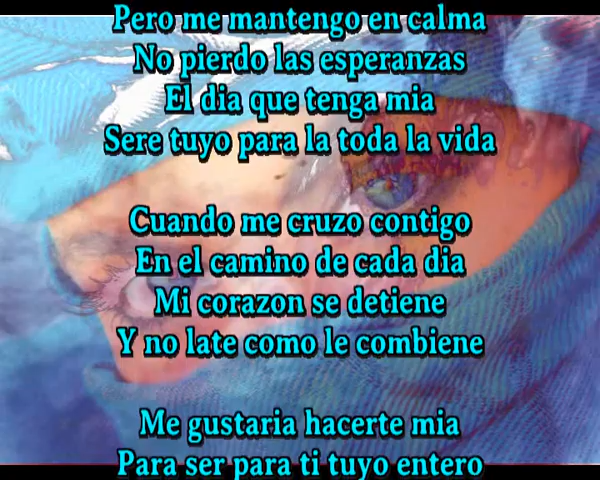 Pero me mantengo en calma
No pierdo las esperanzas
El dia que tenga mia
Sere tuyo para la toda la vida
Cuando me cruzo contigo
En el camino de cada dia
Mi corazon se detiene
Y no late como le combiene
Me gustaria hacerte mia
Para ser para ti tuyo entero